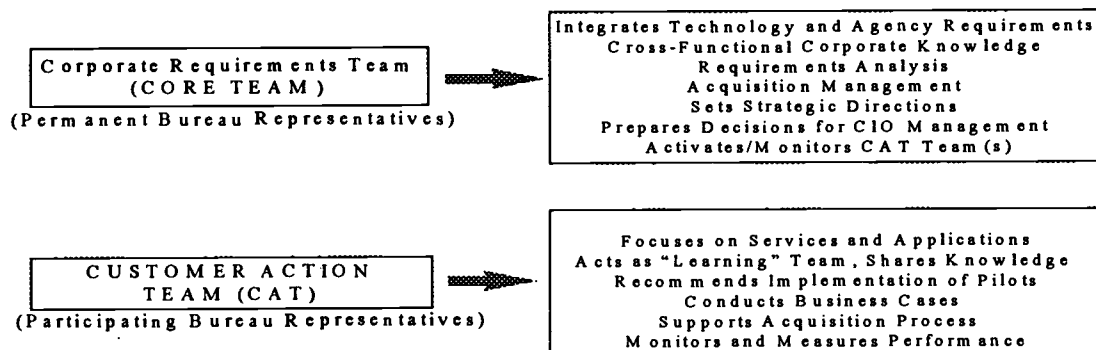 Corporate Requirements Team
(CORE TEAM)
(Permanent Bureau Representatives)
Integrates Technology and Agency Requirements
Cross-Functional Corporate Knowledge
Requirements Analysis
Acquisition Management
Sets Strategic Directions
Prepares Decisions for CIO Management
Activates/Monitors CAT Team(s)
CUSTOMER ACTION
TEAM (CAT)
(Participating Bureau Representatives)
Focuses on Services and Applications
Acts as “Learning” Team, Shares Knowledge
Recommends Implementation of Pilots
Conducts Business Cases
Supports Acquisition Process
Monitors and Measures Performance